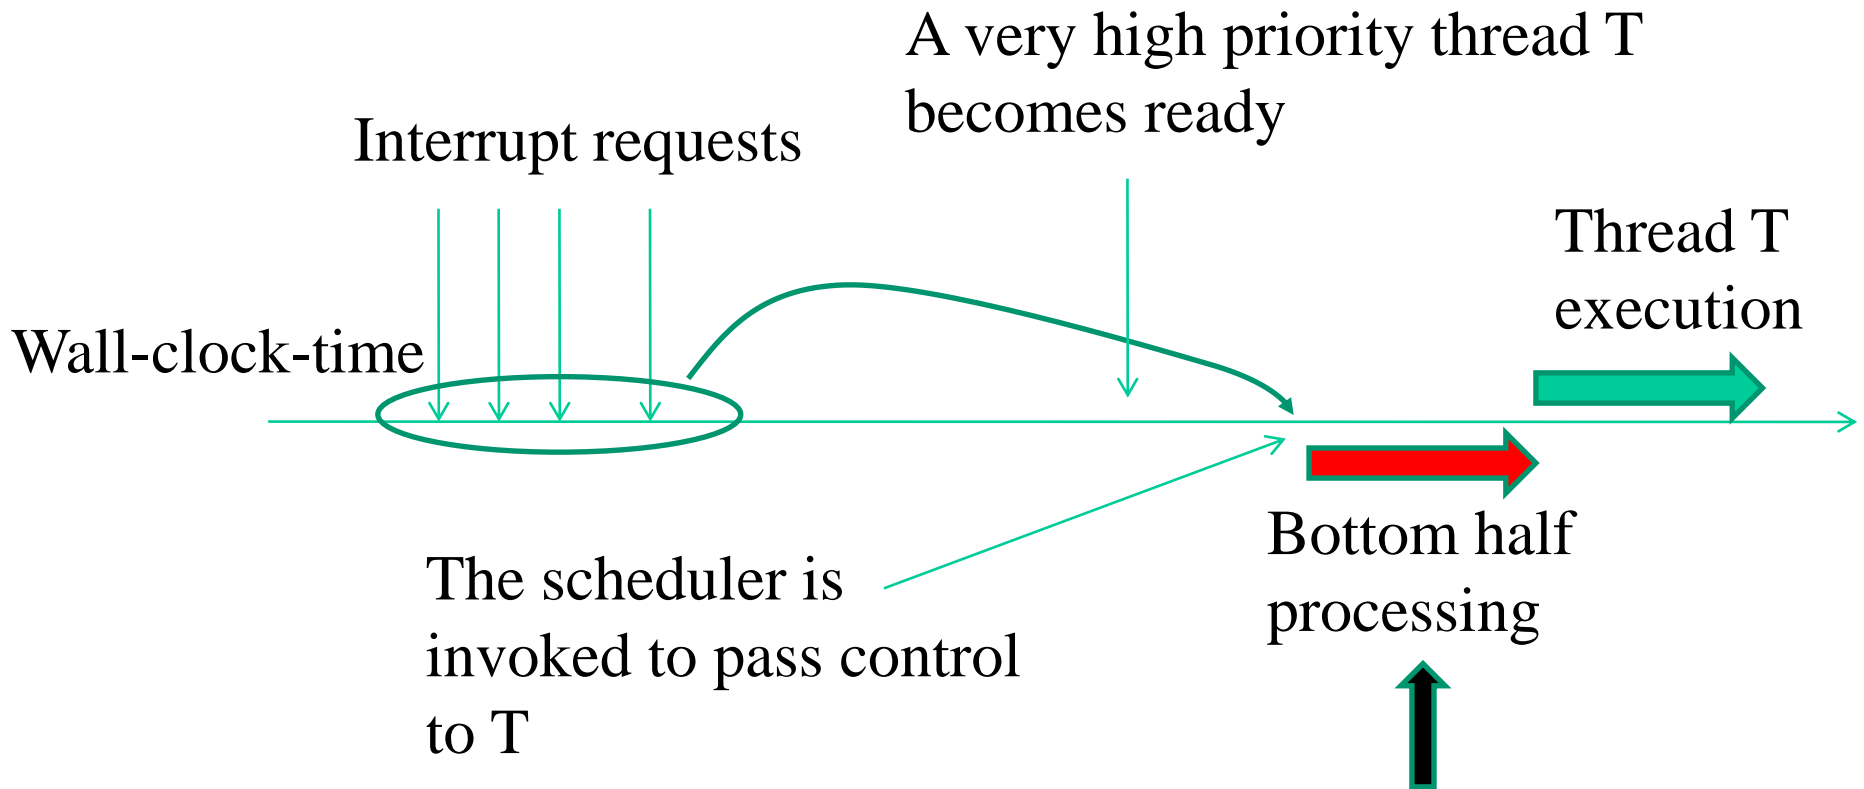 A very high priority thread T
becomes ready
Interrupt requests
Thread T
execution
Wall-clock-time
The scheduler is
invoked to pass control
to T
Bottom half
processing